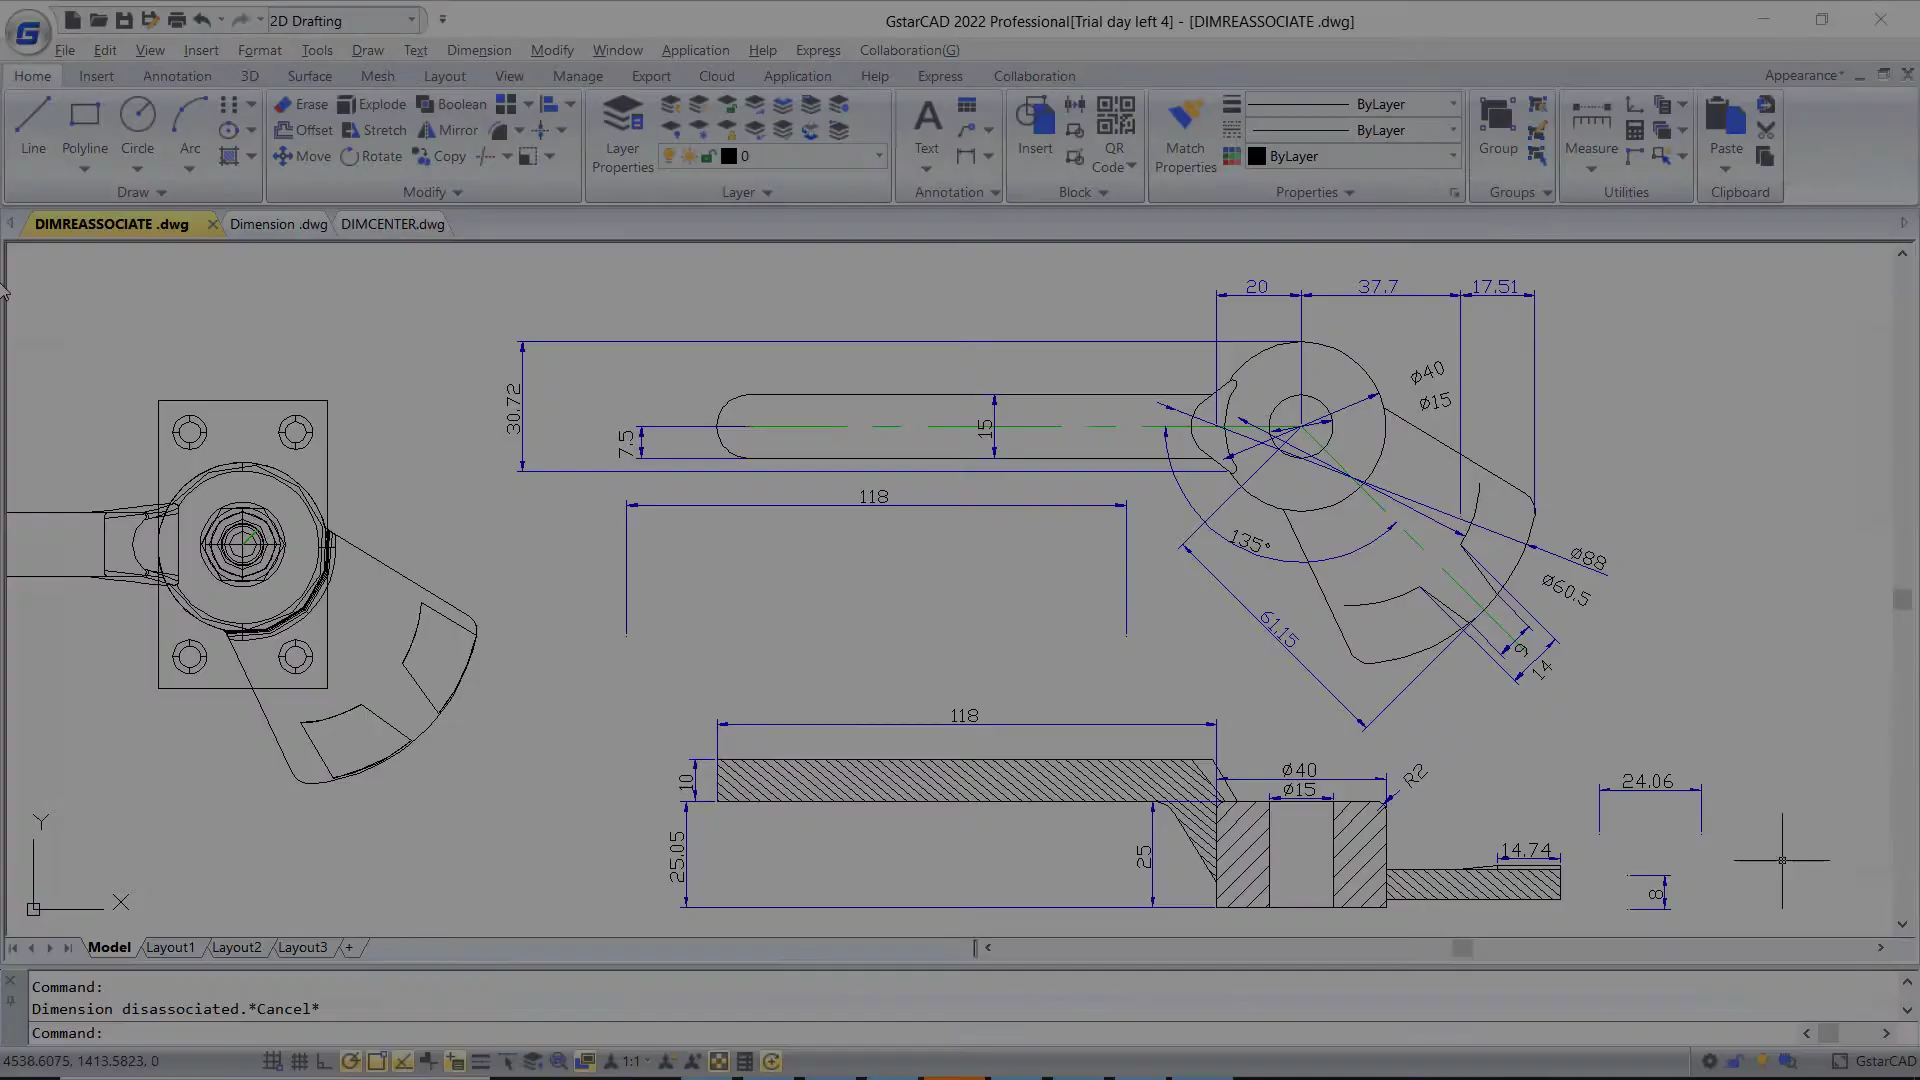 2D Drafting
GstarCAD 2022 Professional[Trial day left 4] - [DIMREASSOCIATE .dwg]
File Edit View Insert Format Tools Draw Text Dimension Modify Window Application Help Express Collaboration(G)
Home Insert Annotation 3D Surface Mesh Layout View Manage Export Cloud Application Help Express Collaboration Appearance
Line Polyline Circle Arc
Draw
Erase Explode Boolean
Offset Stretch Mirror
Move Rotate Copy
Modify
Layer Properties
0
Layer
Text
Annotation
Insert QR Code
Block
Match Properties
ByLayer
ByLayer
ByLayer
Properties
Group
Groups
Measure
Utilities
Paste
Clipboard
DIMREASSOCIATE .dwg Dimension .dwg DIMCENTER.dwg
20 37.7 17.51
30.72
7.5
15
ø40
ø15
118
135°
ø88
ø60.5
61.15
9
14
118
10
25.05
25
ø40
ø15
R2
24.06
14.74
8
Y
X
Model Layout1 Layout2 Layout3 +
Command:
Dimension disassociated.*Cancel*
Command:
4538.6075, 1413.5823, 0
1:1
GstarCAD